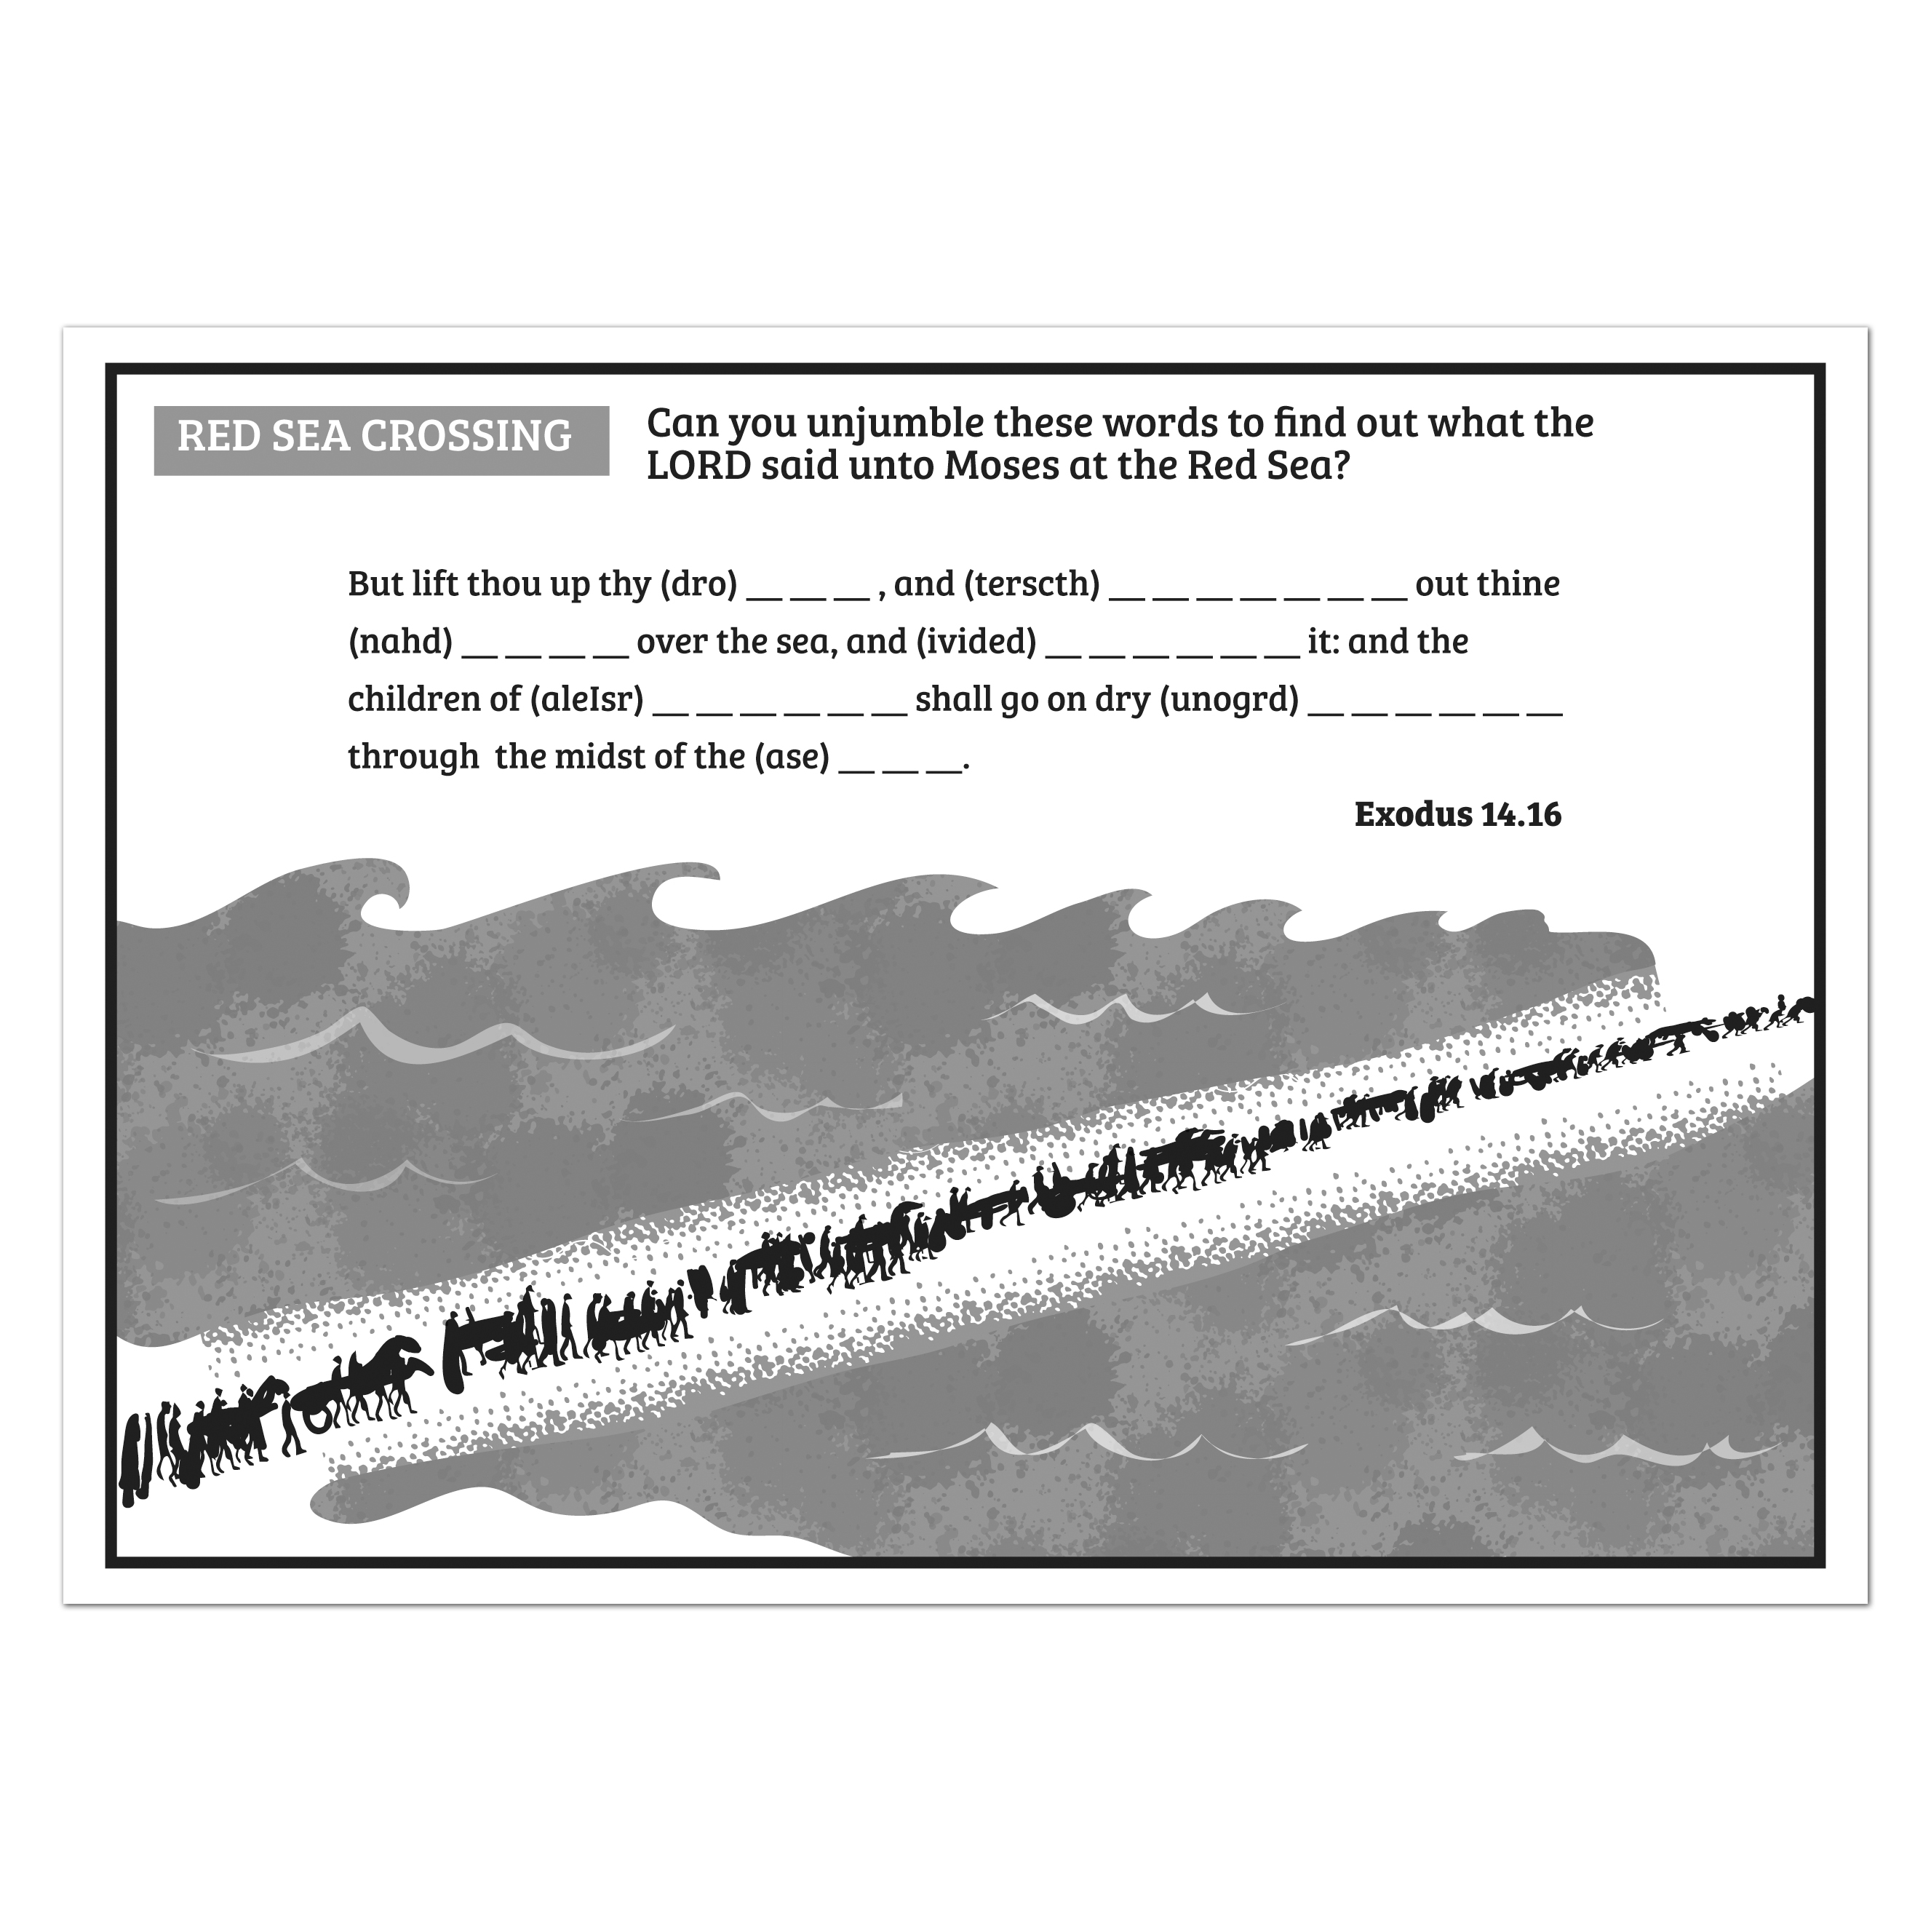 RED SEA CROSSING
Can you unjumble these words to find out what the
LORD said unto Moses at the Red Sea?
But lift thou up thy (dro) __ __ __ , and (terscth) __ __ __ __ __ __ __ out thine
(nahd) __ __ __ __ over the sea, and (ivided) __ __ __ __ __ __ it: and the
children of (aleIsr) __ __ __ __ __ __ shall go on dry (unogrd) __ __ __ __ __ __
through the midst of the (ase) __ __ __.
Exodus 14.16